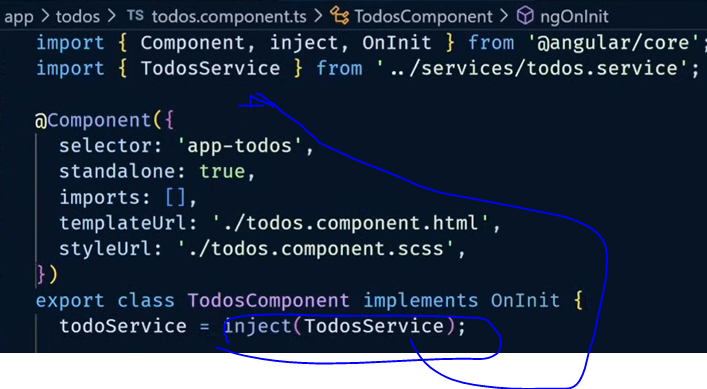 app > todos > TS todos.component.ts > TodosComponent > ngOnInit
import { Component, inject, OnInit } from '@angular/core';
import { TodosService } from '../services/todos.service';
@Component({
selector: 'app-todos',
standalone: true,
imports: [],
templateUrl: './todos.component.html',
styleUrl: './todos.component.scss',
})
export class TodosComponent implements OnInit {
todoService = inject(TodosService);